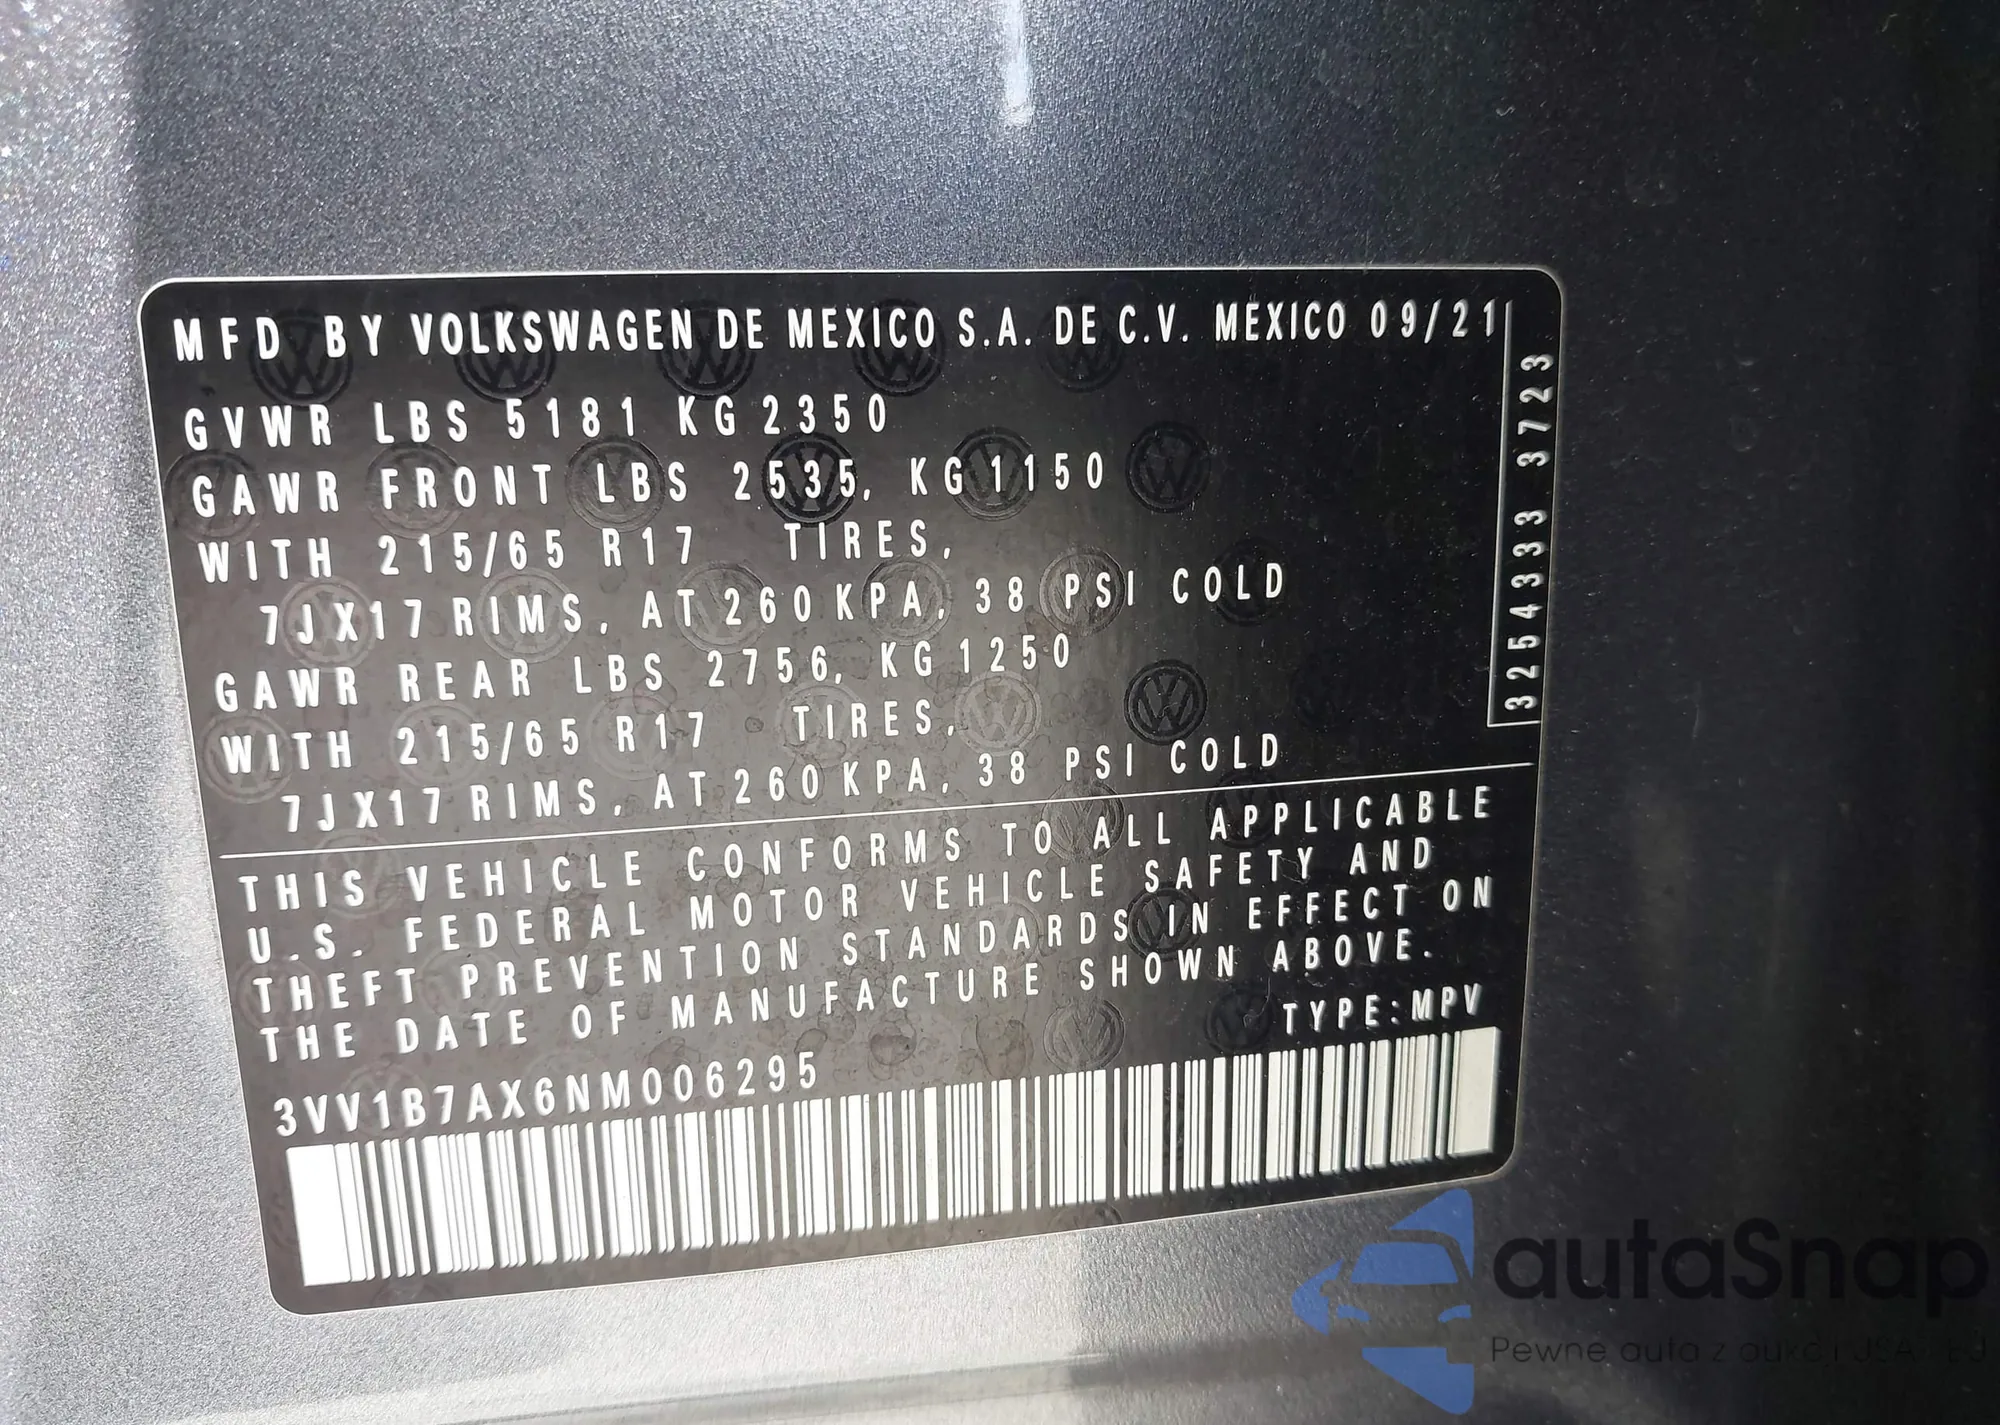 MFD BY VOLKSWAGEN DE MEXICO S.A. DE C.V. MEXICO 09/21
GVWR LBS 5181 KG 2350
GAWR FRONT LBS 2535, KG 1150
WITH 215/65 R17 TIRES,
7JX17 RIMS, AT 260 KPA, 38 PSI COLD
GAWR REAR LBS 2756, KG 1250
WITH 215/65 R17 TIRES,
7JX17 RIMS, AT 260 KPA, 38 PSI COLD
3254333 3723
THIS VEHICLE CONFORMS TO ALL APPLICABLE
U.S. FEDERAL MOTOR VEHICLE SAFETY AND
THEFT PREVENTION STANDARDS IN EFFECT ON
THE DATE OF MANUFACTURE SHOWN ABOVE.
TYPE:MPV
3VV1B7AX6NM006295
autaSnap
Pewne auta z aukcji USA